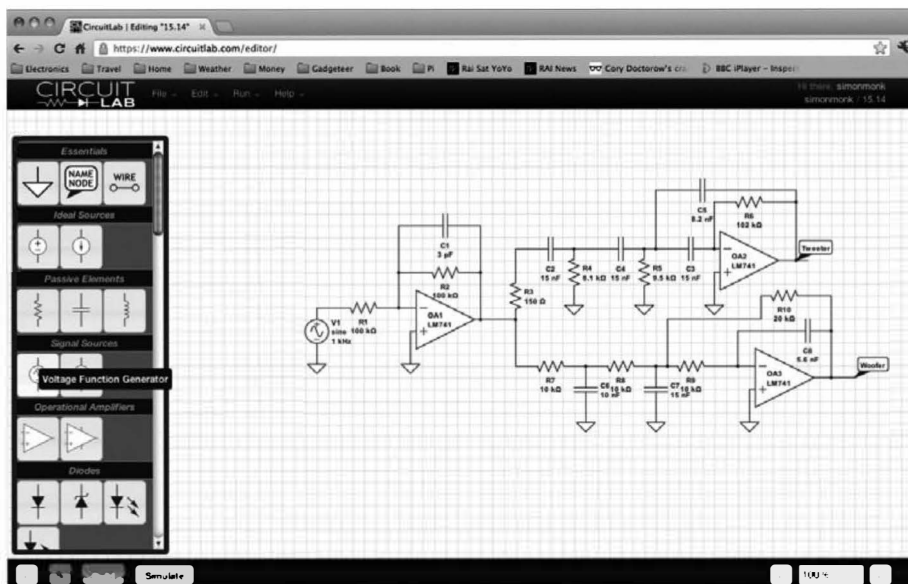 CircuitLab | Editing "15.14"
https://www.circuitlab.com/editor/
Electronics Travel Home Weather Money Gadgeteer Book Pi Rai Sat YoYo RAI News Cory Doctorow's cra BBC iPlayer - Inspec
CIRCUIT
LAB
File Edit Run Help
Hi there, simonmonk
simonmonk / 15.14
Essentials
NAME NODE
WIRE
Ideal Sources
Passive Elements
Signal Sources
Voltage Function Generator
Operational Amplifiers
Diodes
V1
sine
1 kHz
R1
100 kΩ
C1
3 µF
R2
100 kΩ
OA1
LM741
R3
150 Ω
C2
15 nF
R4
6.1 kΩ
C4
15 nF
R5
9.5 kΩ
C3
15 nF
C5
8.2 nF
R6
102 kΩ
OA2
LM741
Tweeter
R7
10 kΩ
C6
10 nF
R8
10 kΩ
C7
15 nF
R9
10 kΩ
R10
20 kΩ
C8
5.6 nF
OA3
LM741
Woofer
Simulate
100 %